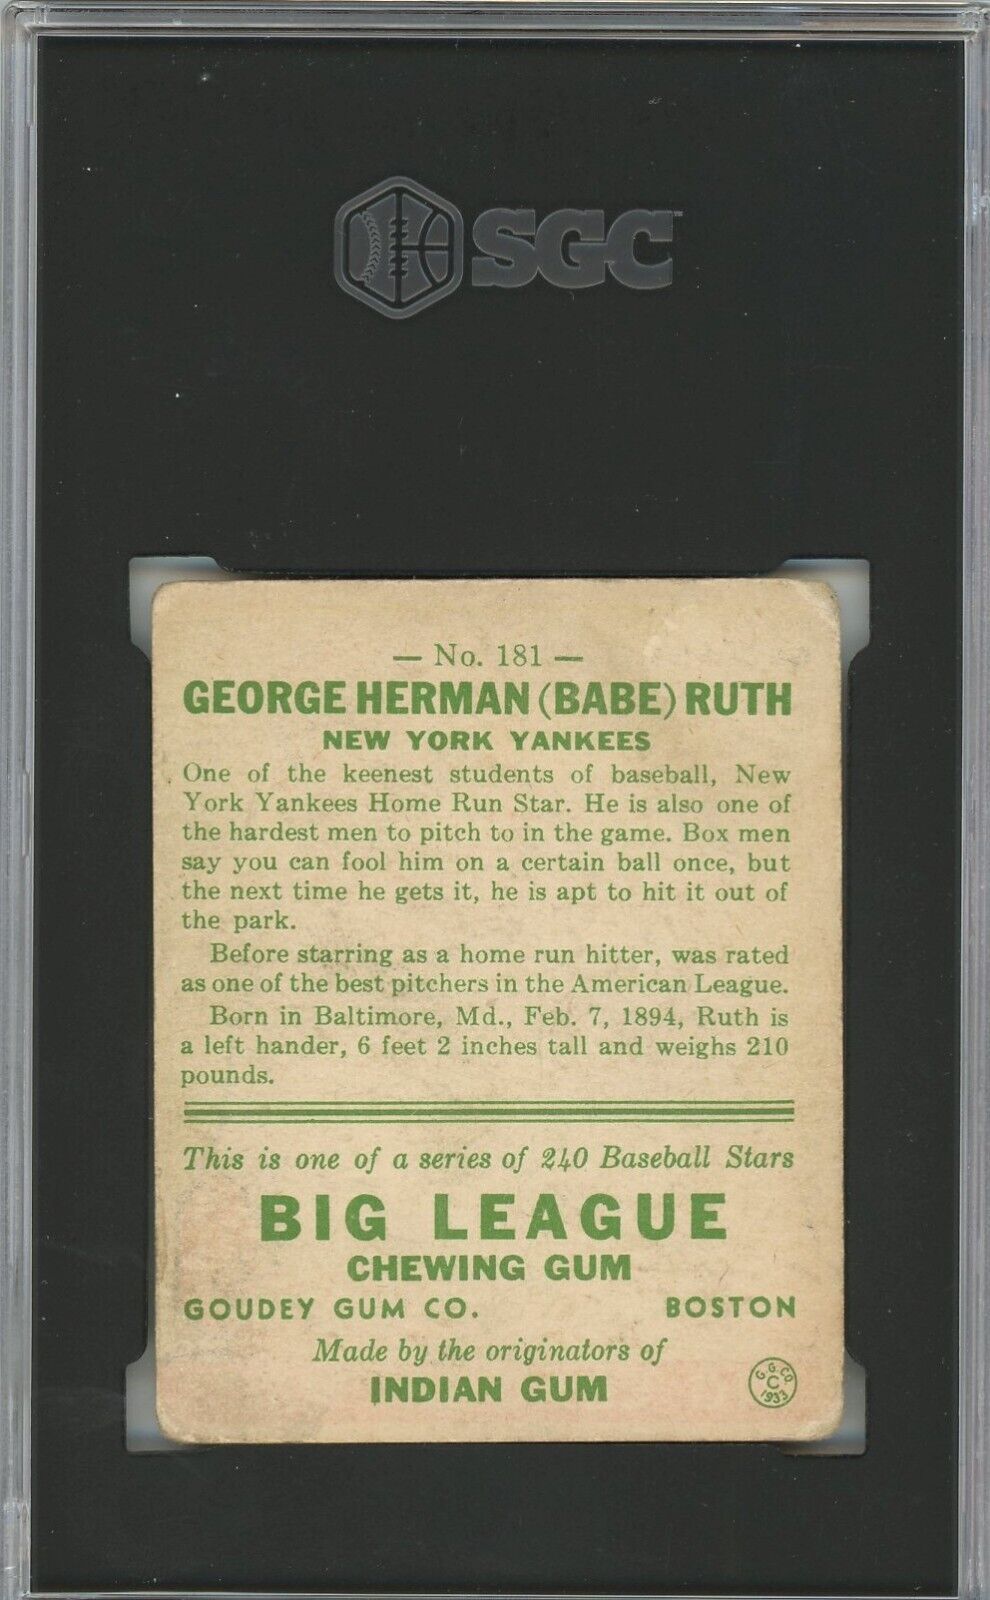 SGC™
— No. 181 —
GEORGE HERMAN (BABE) RUTH
NEW YORK YANKEES
One of the keenest students of baseball, New
York Yankees Home Run Star. He is also one of
the hardest men to pitch to in the game. Box men
say you can fool him on a certain ball once, but
the next time he gets it, he is apt to hit it out of
the park.
Before starring as a home run hitter, was rated
as one of the best pitchers in the American League.
Born in Baltimore, Md., Feb. 7, 1894, Ruth is
a left hander, 6 feet 2 inches tall and weighs 210
pounds.
This is one of a series of 240 Baseball Stars
BIG LEAGUE
CHEWING GUM
GOUDEY GUM CO. BOSTON
Made by the originators of
INDIAN GUM
G. G. CO.
C
1933